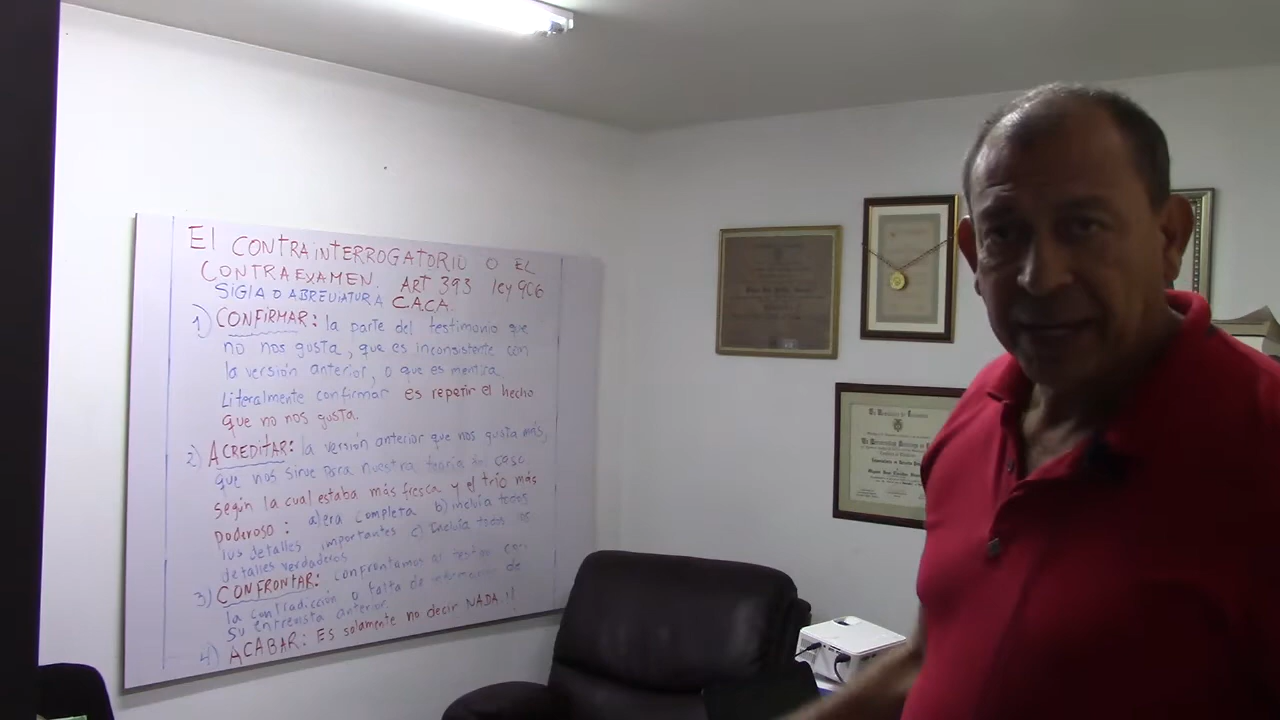 El CONTRAINTERROGATORIO O EL
CONTRAEXAMEN. ART 393 ley 906
SIGlA O ABREVIATURA C.A.C.A.
1) CONFIRMAR: la parte del testimonio que
no nos gusta, que es inconsistente con
la versión anterior, o que es mentira.
Literalmente confirmar es repetir el hecho
que no nos gusta.
2) ACREDITAR: la versión anterior que nos gusta más,
que nos sirve para nuestra teoría de caso
según la cual estaba más fresca y el trío más
poderoso: a) era completa b) incluía todos
los detalles importantes c) Incluía todos los
detalles verdaderos
3) CONFRONTAR: confrontamos al testigo con
la contradicción o falta de información de
su entrevista anterior.
4) ACABAR: Es solamente no decir NADA!!